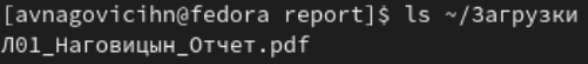 [avnagovicihn@fedora report]$ ls ~/Загрузки
Л01_Наговицын_Отчет.pdf